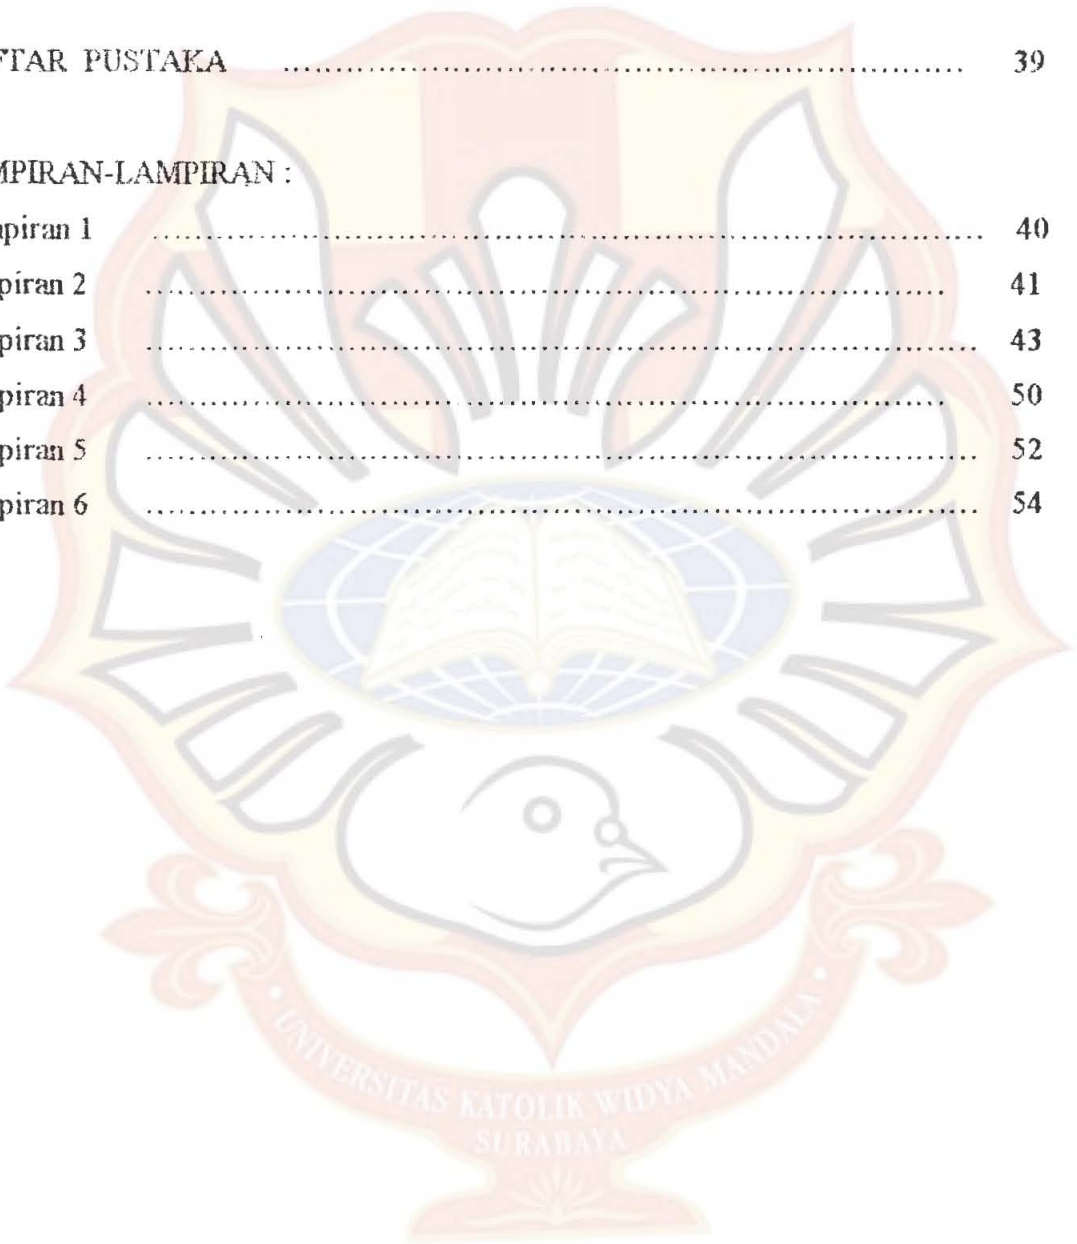 FTAR PUSTAKA ........................................................................ 39
MPIRAN-LAMPIRAN :
npiran 1 ........................................................................ 40
piran 2 ........................................................................ 41
piran 3 ........................................................................ 43
piran 4 ........................................................................ 50
piran 5 ........................................................................ 52
piran 6 ........................................................................ 54
UNIVERSITAS KATOLIK WIDYA MANDALA
SURABAYA